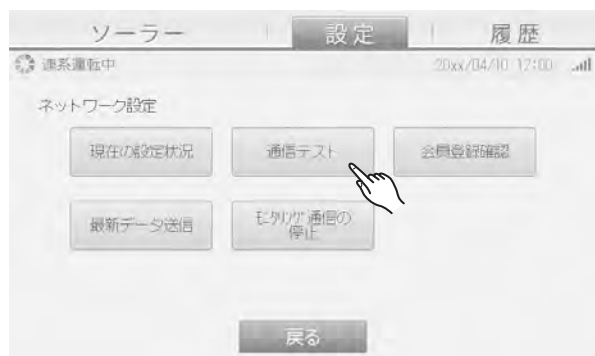 ソーラー 設定 履歴
連系運転中 20xx/04/10 12:00
ネットワーク設定
現在の設定状況 通信テスト 会員登録確認
最新データ送信 モニタリング通信の
停止
戻る